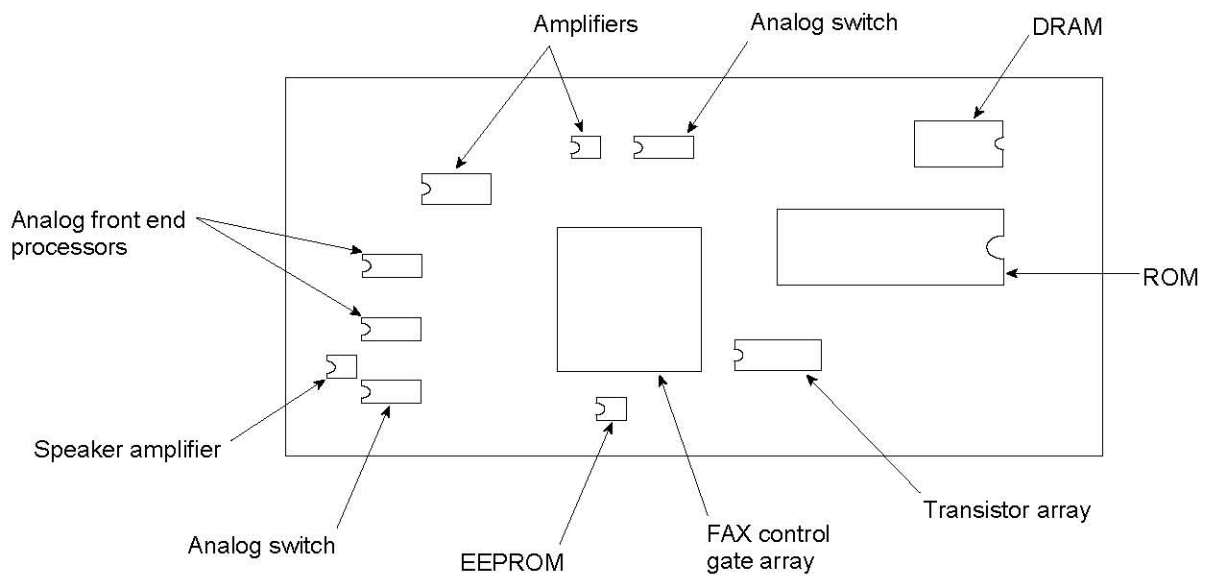 Amplifiers
Analog switch
DRAM
Analog front end
processors
ROM
Speaker amplifier
Analog switch
EEPROM
FAX control
gate array
Transistor array